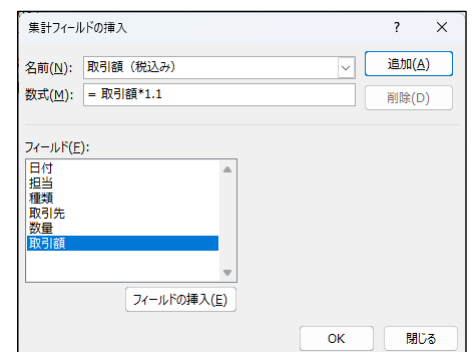 集計フィールドの挿入 ? ×
名前(N): 取引額（税込み） 追加(A)
数式(M): = 取引額*1.1 削除(D)
フィールド(F):
日付
担当
種類
取引先
数量
取引額
フィールドの挿入(E)
OK 閉じる